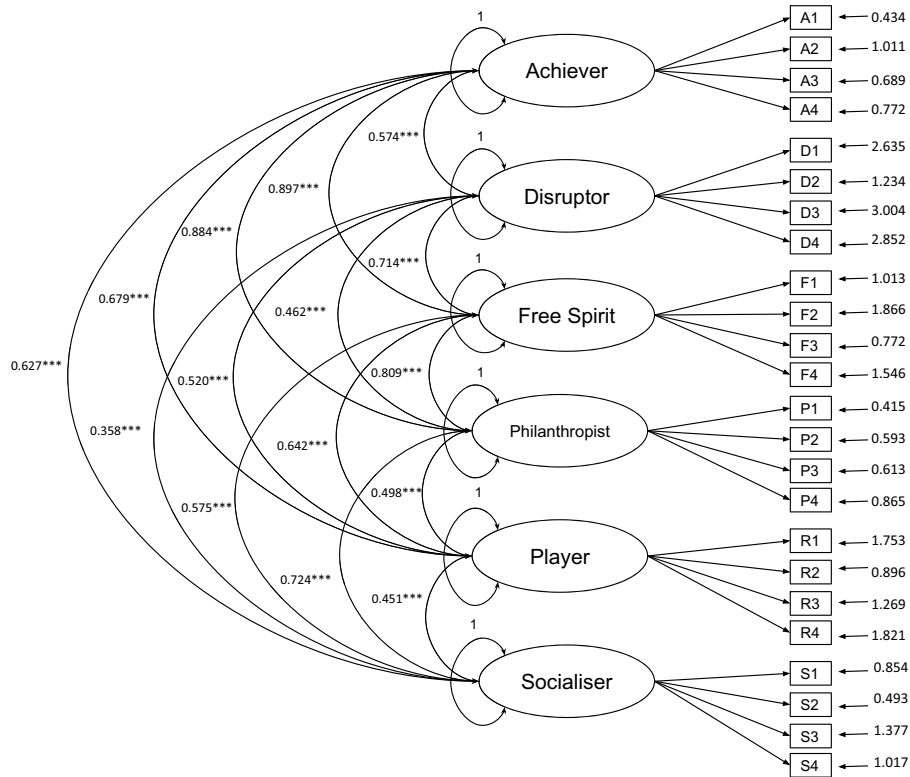 1
A1
0.434
A2
1.011
Achiever
A3
0.689
A4
0.772
0.574***
1
D1
2.635
0.897***
D2
1.234
Disruptor
D3
3.004
0.884***
D4
2.852
0.714***
1
F1
1.013
0.679***
0.462***
F2
1.866
Free Spirit
F3
0.772
0.627***
0.520***
0.809***
1
F4
1.546
P1
0.415
0.358***
0.642***
Philanthropist
P2
0.593
P3
0.613
0.498***
1
P4
0.865
0.575***
R1
1.753
Player
R2
0.896
0.724***
0.451***
R3
1.269
1
R4
1.821
S1
0.854
Socialiser
S2
0.493
S3
1.377
S4
1.017